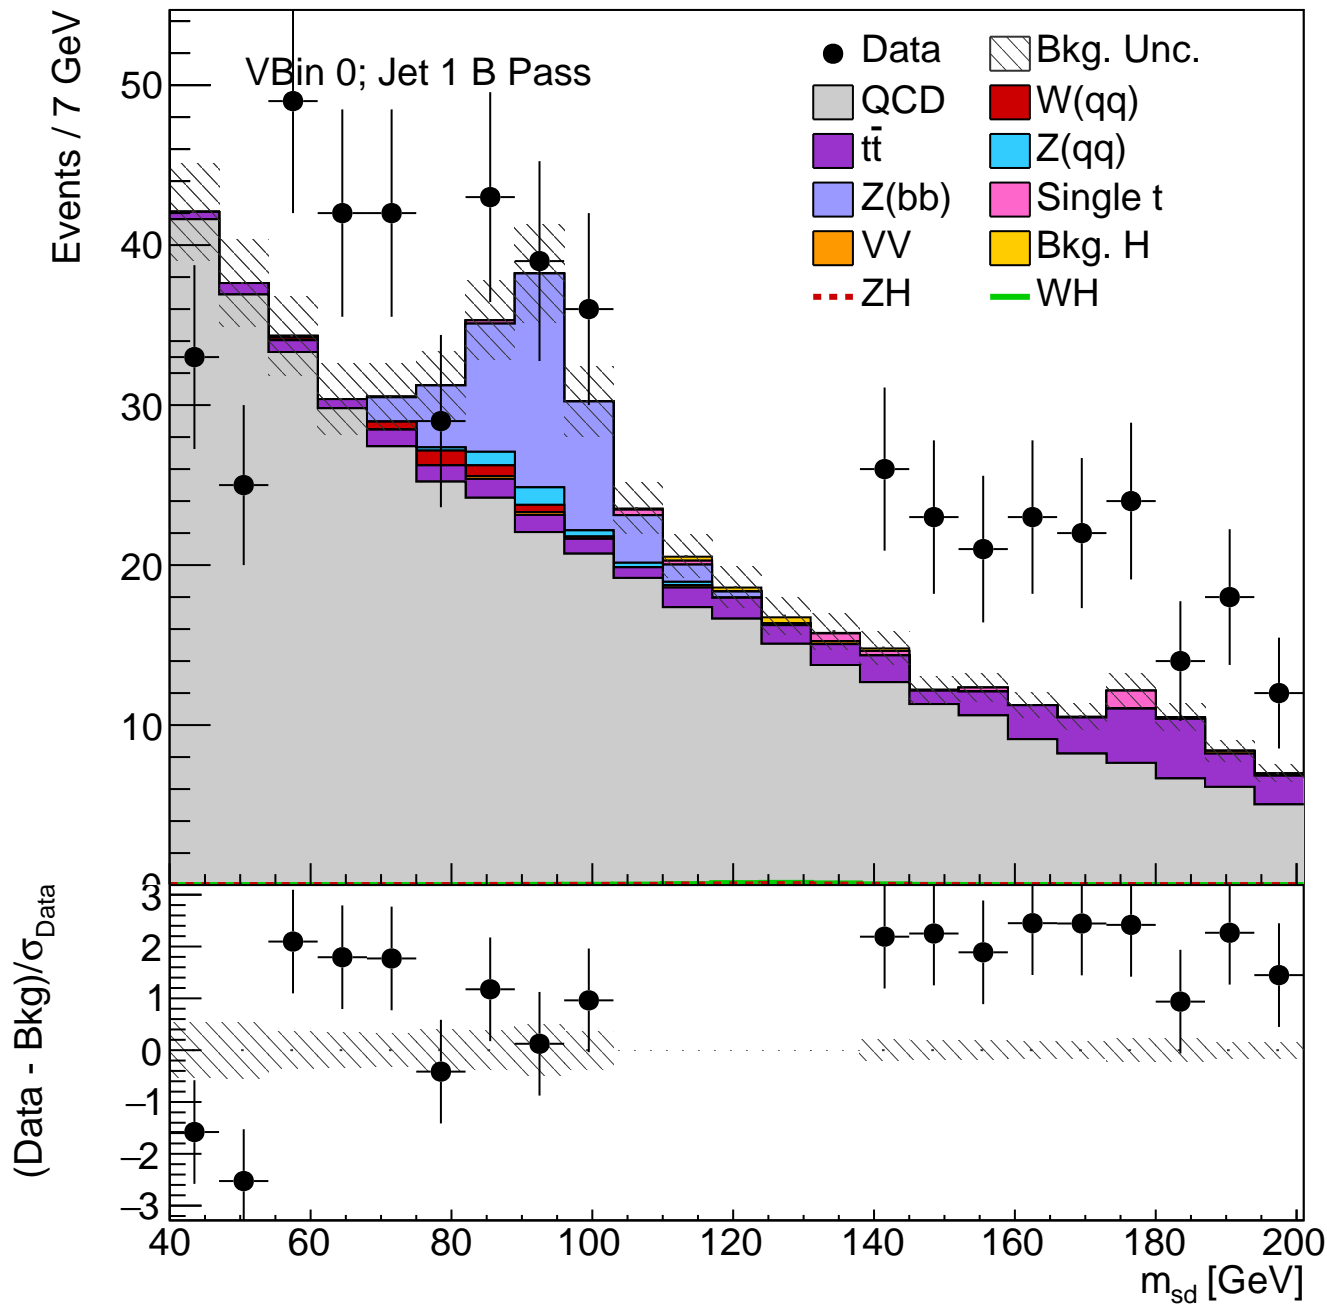 Events / 7 GeV
50
40
30
20
10
0
VBin 0; Jet 1 B Pass
Data
Bkg. Unc.
QCD
W(qq)
tt̄
Z(qq)
Z(bb)
Single t
VV
Bkg. H
ZH
WH
(Data - Bkg)/σ_Data
3
2
1
0
−1
−2
−3
40 60 80 100 120 140 160 180 200
m_sd [GeV]